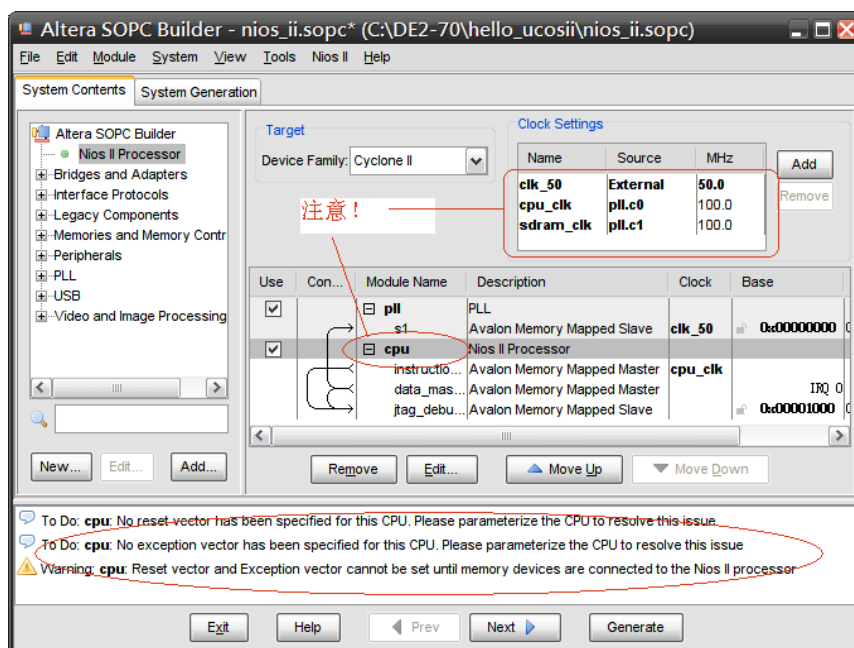 Altera SOPC Builder - nios_ii.sopc* (C:\DE2-70\hello_ucosii\nios_ii.sopc)
File Edit Module System View Tools Nios II Help
System Contents System Generation
Altera SOPC Builder
Nios II Processor
Bridges and Adapters
Interface Protocols
Legacy Components
Memories and Memory Contr
Peripherals
PLL
USB
Video and Image Processing
New... Edit... Add...
Target
Device Family: Cyclone II
Clock Settings
Name Source MHz
clk_50 External 50.0
cpu_clk pll.c0 100.0
sdram_clk pll.c1 100.0
Add
Remove
注意!
Use Con... Module Name Description Clock Base
pll PLL
s1 Avalon Memory Mapped Slave clk_50 0x00000000
cpu Nios II Processor
instructio... Avalon Memory Mapped Master cpu_clk
data_mas... Avalon Memory Mapped Master IRQ 0
jtag_debu... Avalon Memory Mapped Slave 0x00001000
Remove Edit... Move Up Move Down
To Do: cpu: No reset vector has been specified for this CPU. Please parameterize the CPU to resolve this issue
To Do: cpu: No exception vector has been specified for this CPU. Please parameterize the CPU to resolve this issue
Warning: cpu: Reset vector and Exception vector cannot be set until memory devices are connected to the Nios II processor
Exit Help Prev Next Generate